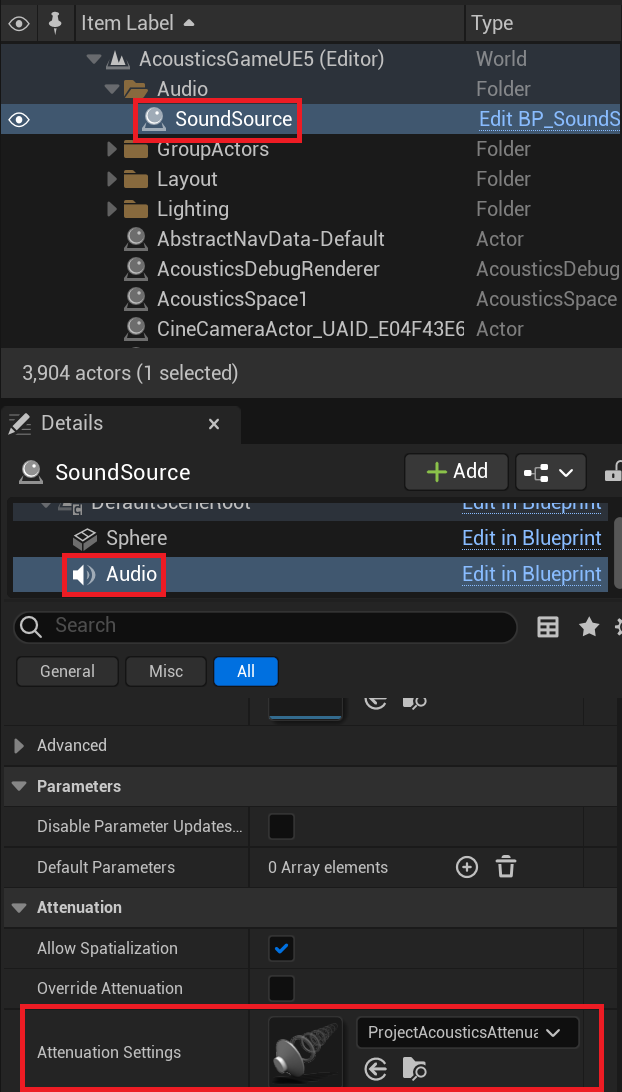 Item Label Type
AcousticsGameUE5 (Editor) World
Audio Folder
SoundSource Edit BP_SoundS
GroupActors Folder
Layout Folder
Lighting Folder
AbstractNavData-Default Actor
AcousticsDebugRenderer AcousticsDebug
AcousticsSpace1 AcousticsSpace
CineCameraActor_UAID_E04F43E6 Actor
3,904 actors (1 selected)
Details
SoundSource Add
DefaultSceneRoot Edit in Blueprint
Sphere Edit in Blueprint
Audio Edit in Blueprint
Search
General Misc All
Advanced
Parameters
Disable Parameter Updates...
Default Parameters 0 Array elements
Attenuation
Allow Spatialization
Override Attenuation
Attenuation Settings ProjectAcousticsAttenua